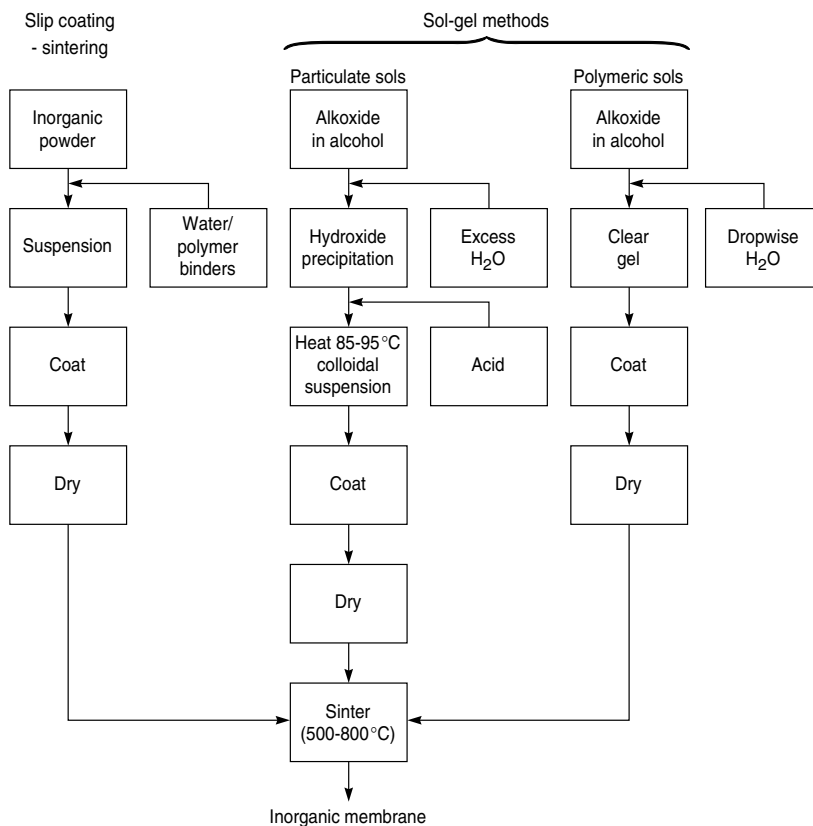 Slip coating
- sintering
Sol-gel methods
Particulate sols
Polymeric sols
Inorganic
powder
Alkoxide
in alcohol
Alkoxide
in alcohol
Suspension
Water/
polymer
binders
Hydroxide
precipitation
Excess
H₂O
Clear
gel
Dropwise
H₂O
Coat
Heat 85-95°C
colloidal
suspension
Acid
Coat
Dry
Coat
Dry
Dry
Sinter
(500-800°C)
Inorganic membrane